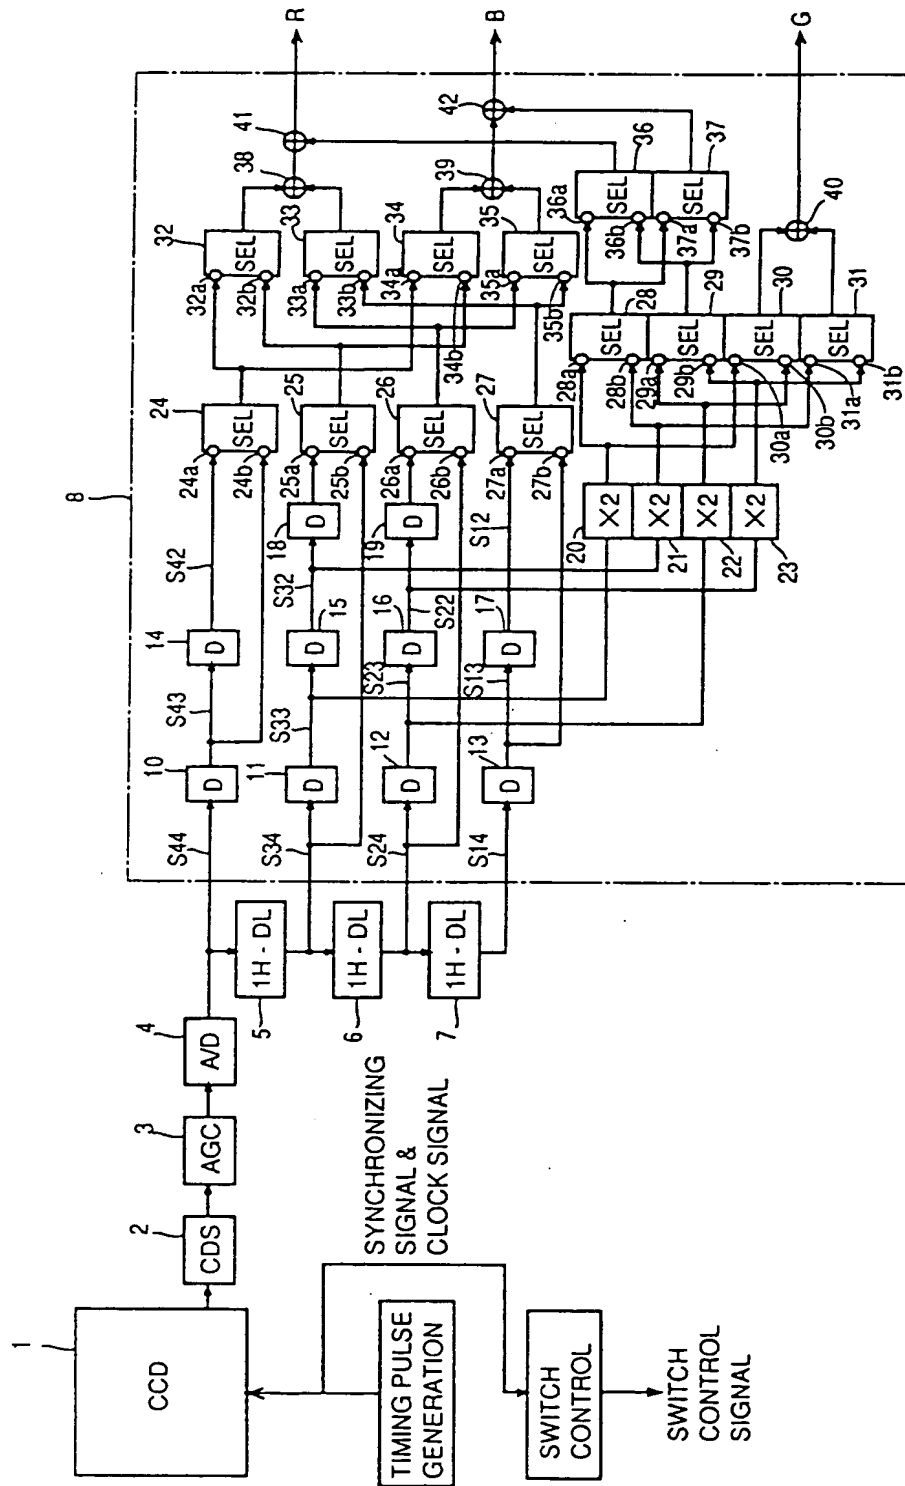 1
CCD
2
CDS
3
AGC
4
A/D
5
1H - DL
6
1H - DL
7
1H - DL
TIMING PULSE
GENERATION
SYNCHRONIZING
SIGNAL &
CLOCK SIGNAL
SWITCH
CONTROL
SWITCH
CONTROL
SIGNAL
8
S44
10
D
S43
14
D
S42
24
24a
24b
SEL
32
32a
32b
SEL
38
41
R
S34
11
D
S33
15
D
S32
18
D
25
25a
25b
SEL
33
33a
33b
SEL
S24
12
D
S23
16
D
S22
19
D
26
26a
26b
SEL
34
34a
34b
SEL
39
42
B
S14
13
D
S13
17
D
S12
27
27a
27b
SEL
35
35a
35b
SEL
20
X2
21
X2
22
X2
23
X2
28
28a
28b
SEL
29
29a
29b
SEL
30
30a
30b
SEL
31
31a
31b
SEL
36
36a
36b
SEL
37
37a
37b
SEL
40
G